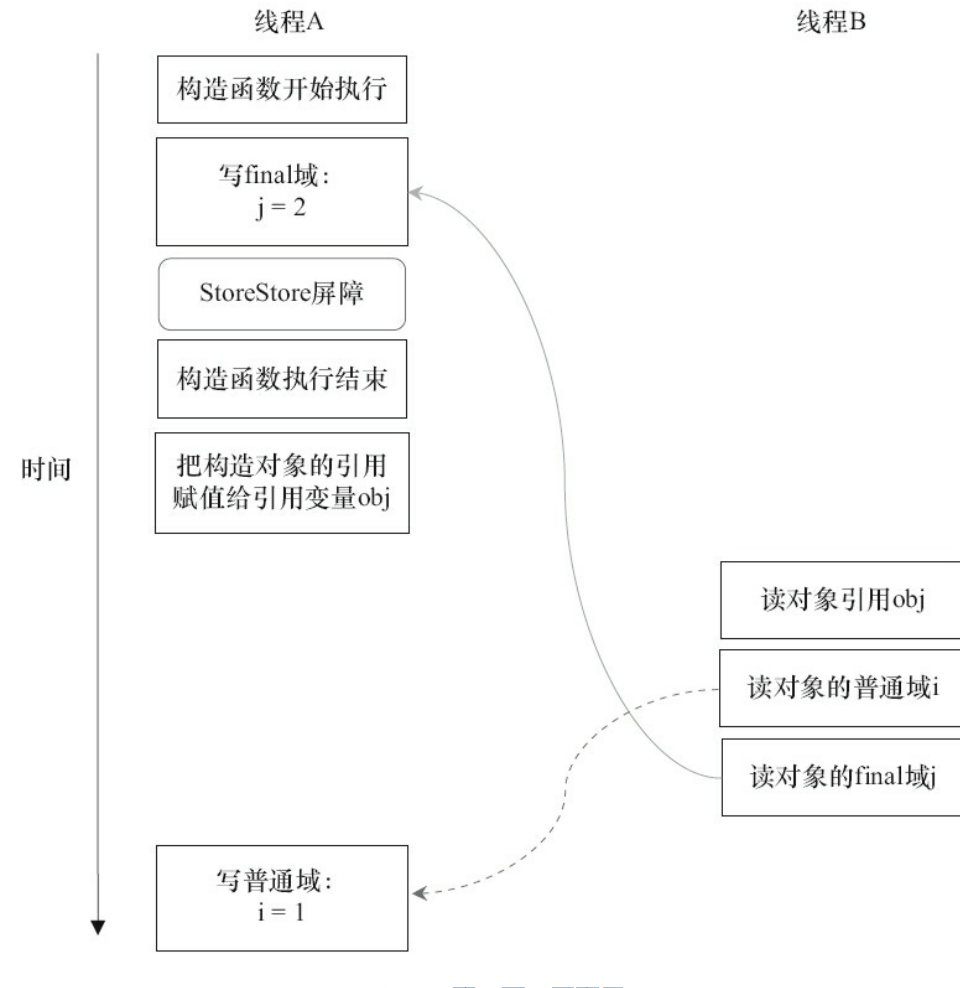 线程A
线程B
构造函数开始执行
写final域：
j = 2
StoreStore屏障
构造函数执行结束
时间
把构造对象的引用
赋值给引用变量obj
读对象引用obj
读对象的普通域i
读对象的final域j
写普通域：
i = 1